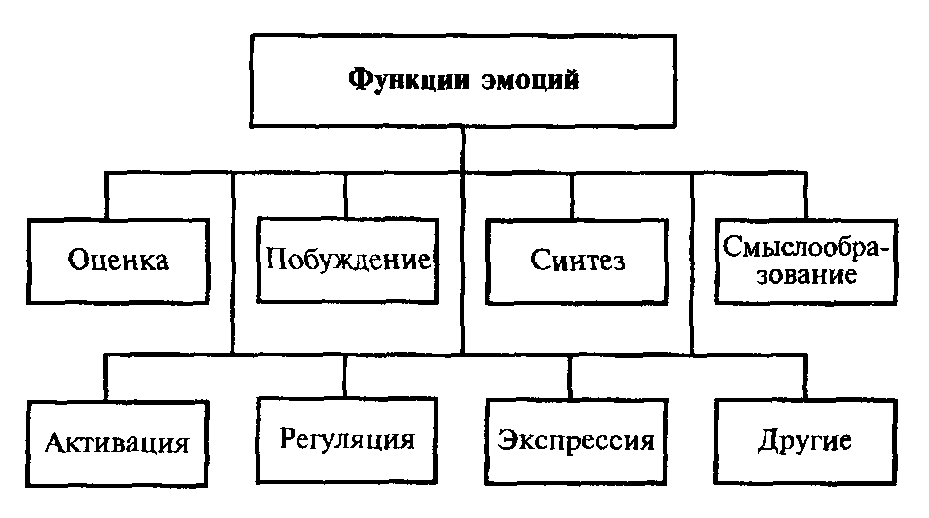 Функции эмоций
Оценка
Побуждение
Синтез
Смыслообра-
зование
Активация
Регуляция
Экспрессия
Другие